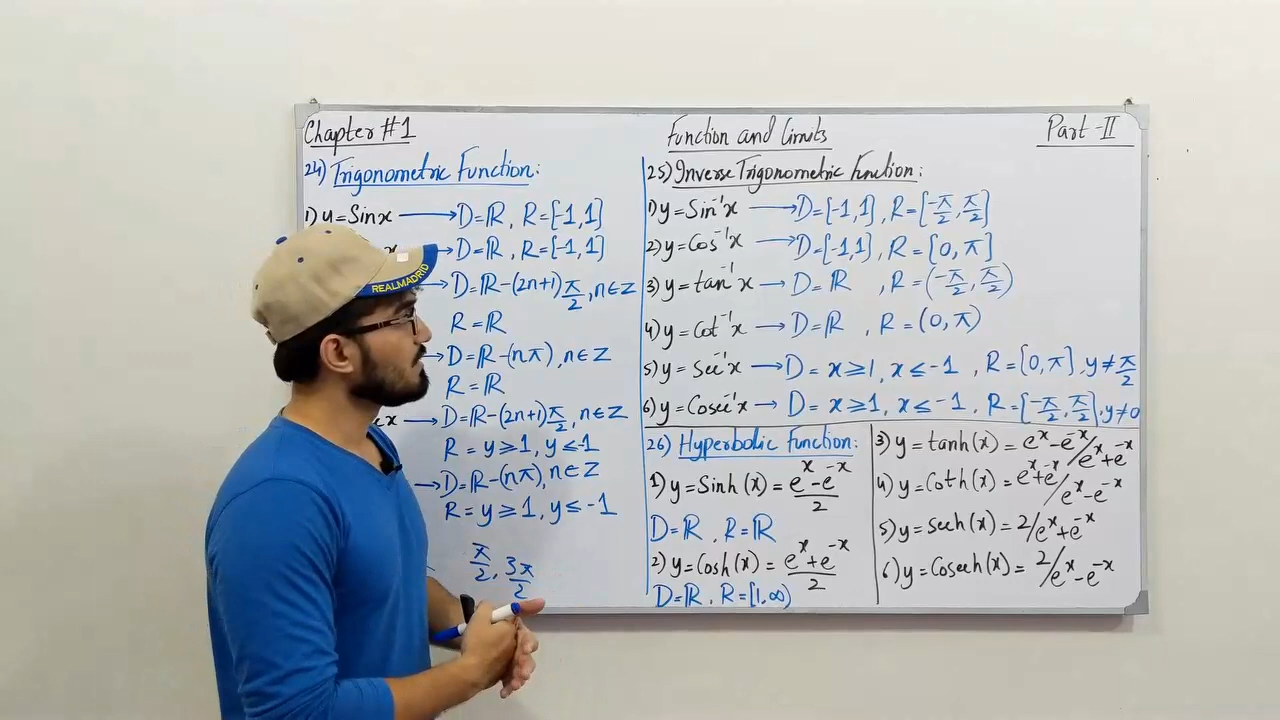 Chapter #1
Function and Limits
Part-II
24) Trigonometric Function:
1) y=Sinx → D=ℝ, R=[-1,1]
x → D=ℝ, R=[-1,1]
→ D=ℝ-(2n+1)π/2, n∈Z
R=ℝ
→ D=ℝ-(nπ), n∈Z
R=ℝ
x → D=ℝ-(2n+1)π/2, n∈Z
R=y≥1, y≤-1
→ D=ℝ-(nπ), n∈Z
R=y≥1, y≤-1
π/2, 3π/2
25) Inverse Trigonometric Function:
1) y=Sin⁻¹x → D=[-1,1], R=[-π/2, π/2]
2) y=Cos⁻¹x → D=[-1,1], R=[0,π]
3) y=tan⁻¹x → D=ℝ, R=(-π/2, π/2)
4) y=Cot⁻¹x → D=ℝ, R=(0,π)
5) y=Sec⁻¹x → D=x≥1, x≤-1, R=[0,π], y≠π/2
6) y=Cosec⁻¹x → D=x≥1, x≤-1, R=[-π/2, π/2], y≠0
26) Hyperbolic Function:
1) y=Sinh(x)=eˣ-e⁻ˣ/2
D=ℝ, R=ℝ
2) y=Cosh(x)=eˣ+e⁻ˣ/2
D=ℝ, R=[1,∞)
3) y=tanh(x)=eˣ-e⁻ˣ/eˣ+e⁻ˣ
4) y=Coth(x)=eˣ+e⁻ˣ/eˣ-e⁻ˣ
5) y=Sech(x)=2/eˣ+e⁻ˣ
6) y=Cosech(x)=2/eˣ-e⁻ˣ
REALMADRID